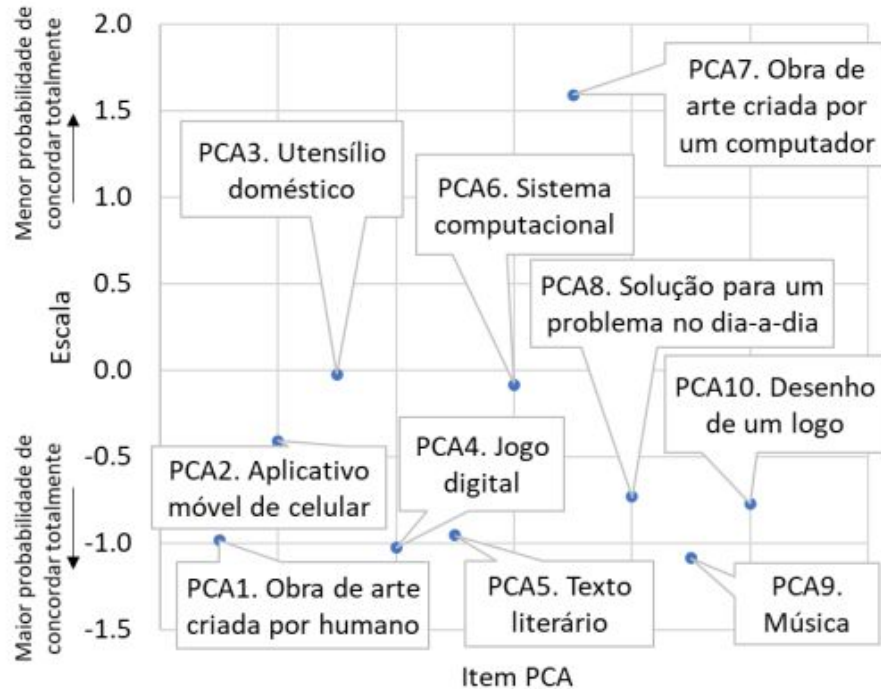 Menor probabilidade de
concordar totalmente
Maior probabilidade de
concordar totalmente
Escala
2.0
1.5
1.0
0.5
0.0
-0.5
-1.0
-1.5
PCA7. Obra de
arte criada por
um computador
PCA3. Utensílio
doméstico
PCA6. Sistema
computacional
PCA8. Solução para um
problema no dia-a-dia
PCA10. Desenho
de um logo
PCA4. Jogo
digital
PCA2. Aplicativo
móvel de celular
PCA1. Obra de arte
criada por humano
PCA5. Texto
literário
PCA9.
Música
Item PCA